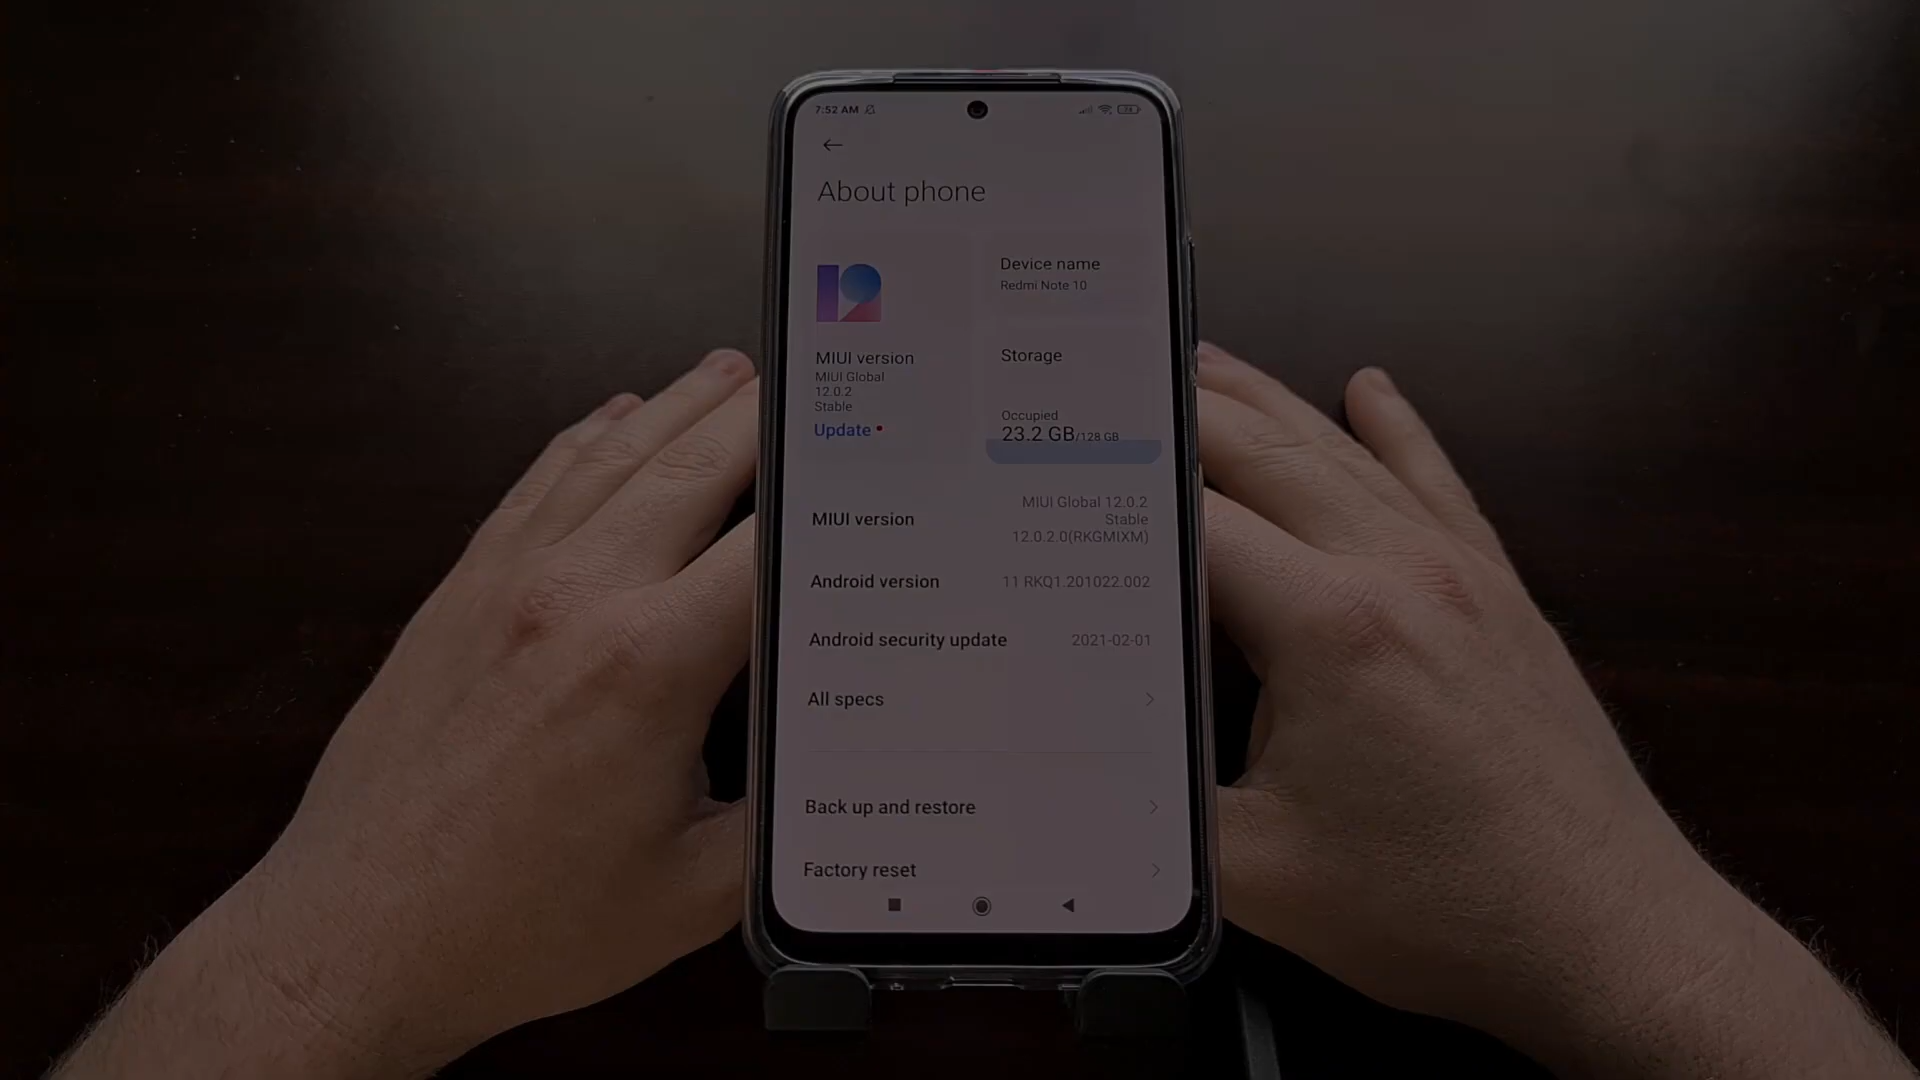 7:52 AM
74
About phone
Device name
Redmi Note 10
MIUI version
MIUI Global
12.0.2
Stable
Update
Storage
Occupied
23.2 GB/128 GB
MIUI version
MIUI Global 12.0.2
Stable
12.0.2.0(RKGMIXM)
Android version
11 RKQ1.201022.002
Android security update
2021-02-01
All specs
Back up and restore
Factory reset